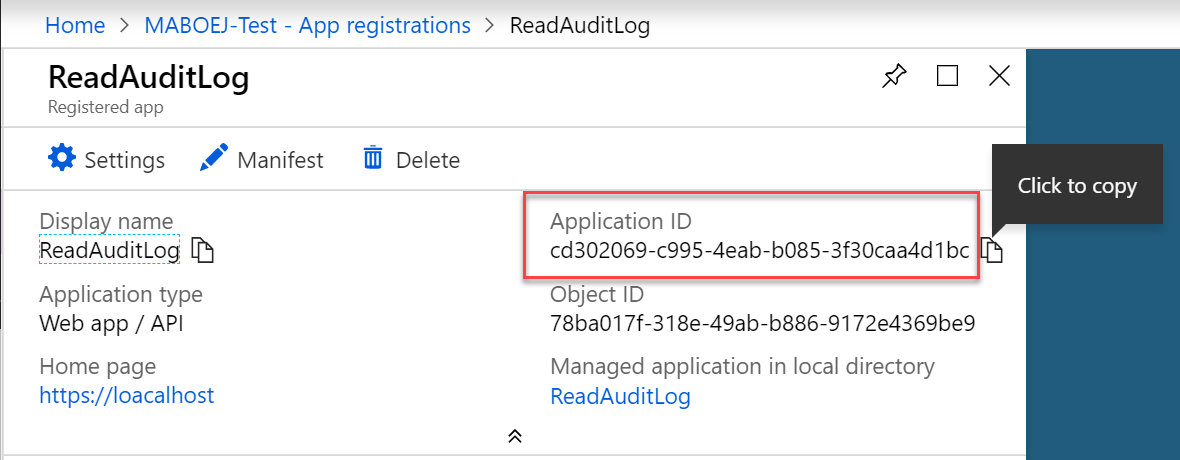 Home > MABOEJ-Test - App registrations > ReadAuditLog
ReadAuditLog
Registered app
Settings Manifest Delete
Click to copy
Display name
ReadAuditLog
Application ID
cd302069-c995-4eab-b085-3f30caa4d1bc
Application type
Web app / API
Object ID
78ba017f-318e-49ab-b886-9172e4369be9
Home page
https://loacalhost
Managed application in local directory
ReadAuditLog